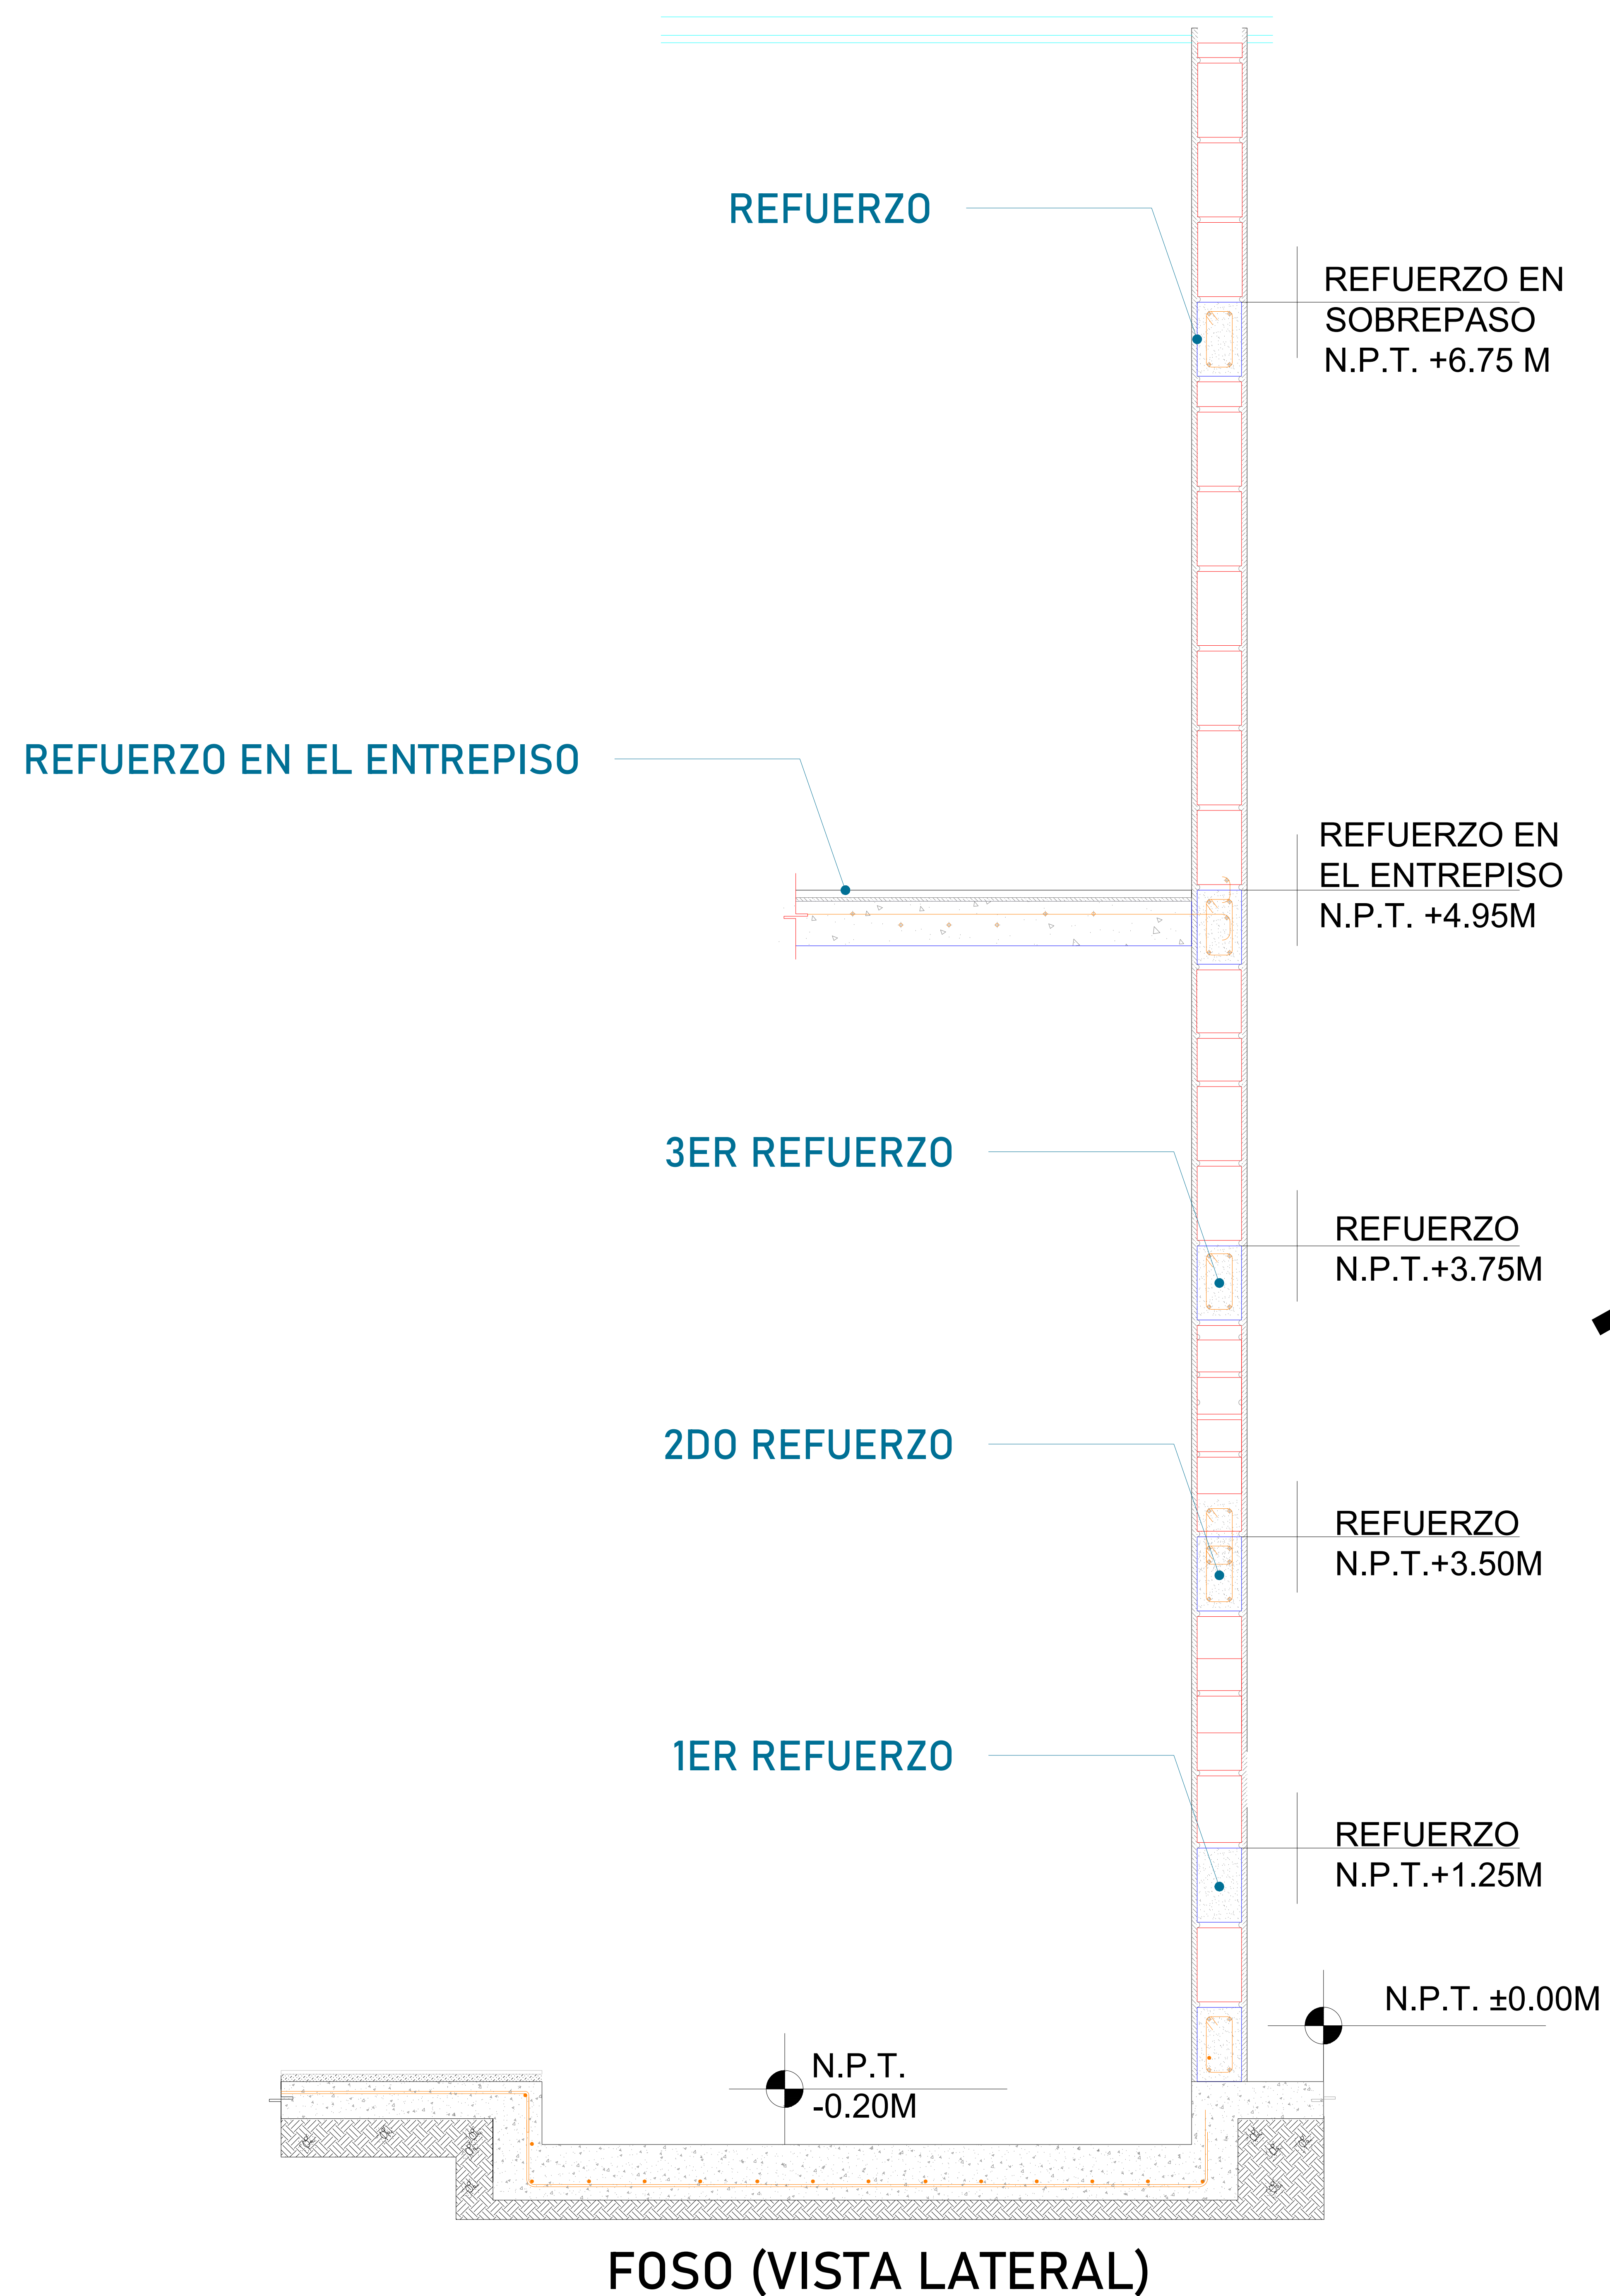 REFUERZO
REFUERZO EN
SOBREPASO
N.P.T. +6.75 M
REFUERZO EN EL ENTREPISO
REFUERZO EN
EL ENTREPISO
N.P.T. +4.95M
3ER REFUERZO
REFUERZO
N.P.T.+3.75M
2DO REFUERZO
REFUERZO
N.P.T.+3.50M
1ER REFUERZO
REFUERZO
N.P.T.+1.25M
N.P.T. ±0.00M
N.P.T.
-0.20M
FOSO (VISTA LATERAL)